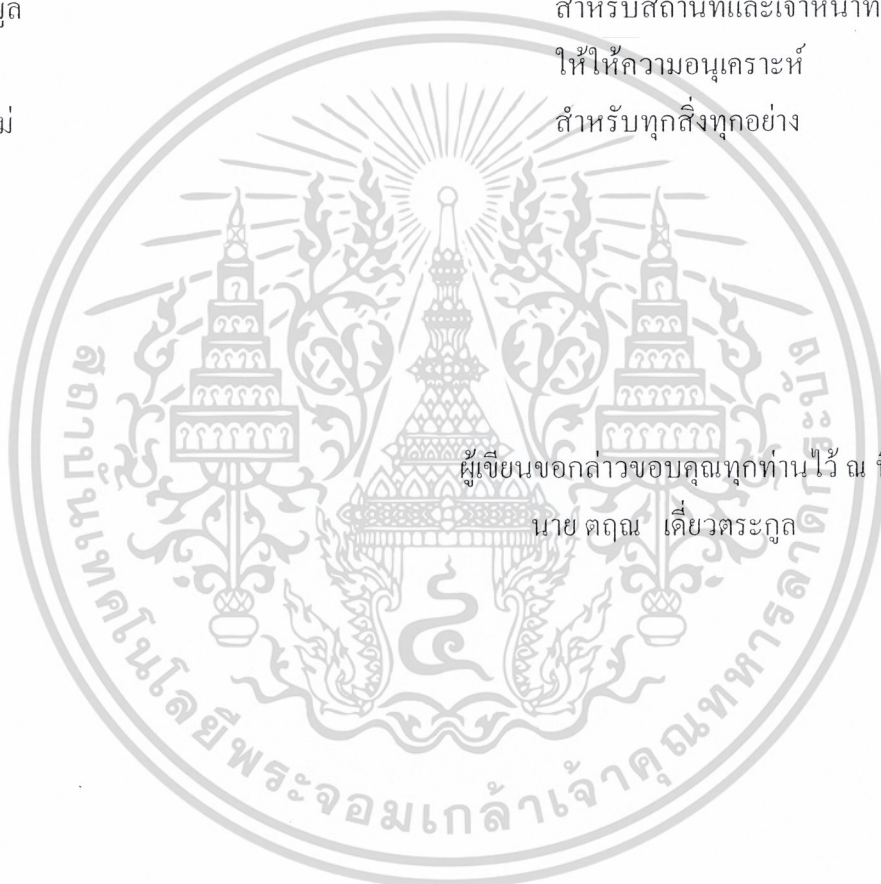 สำหรับสถานที่และเจ้าหน้าที่
ให้ให้ความอนุเคราะห์
สำหรับทุกสิ่งทุกอย่าง
ผู้เขียนขอกล่าวขอบคุณทุกท่านไว้ ณ
นาย ตฤณ เดี่ยวตระกูล
สถาบันเทคโนโลยีพระจอมเกล้าเจ้าคุณทหารลาดกระบัง
๔